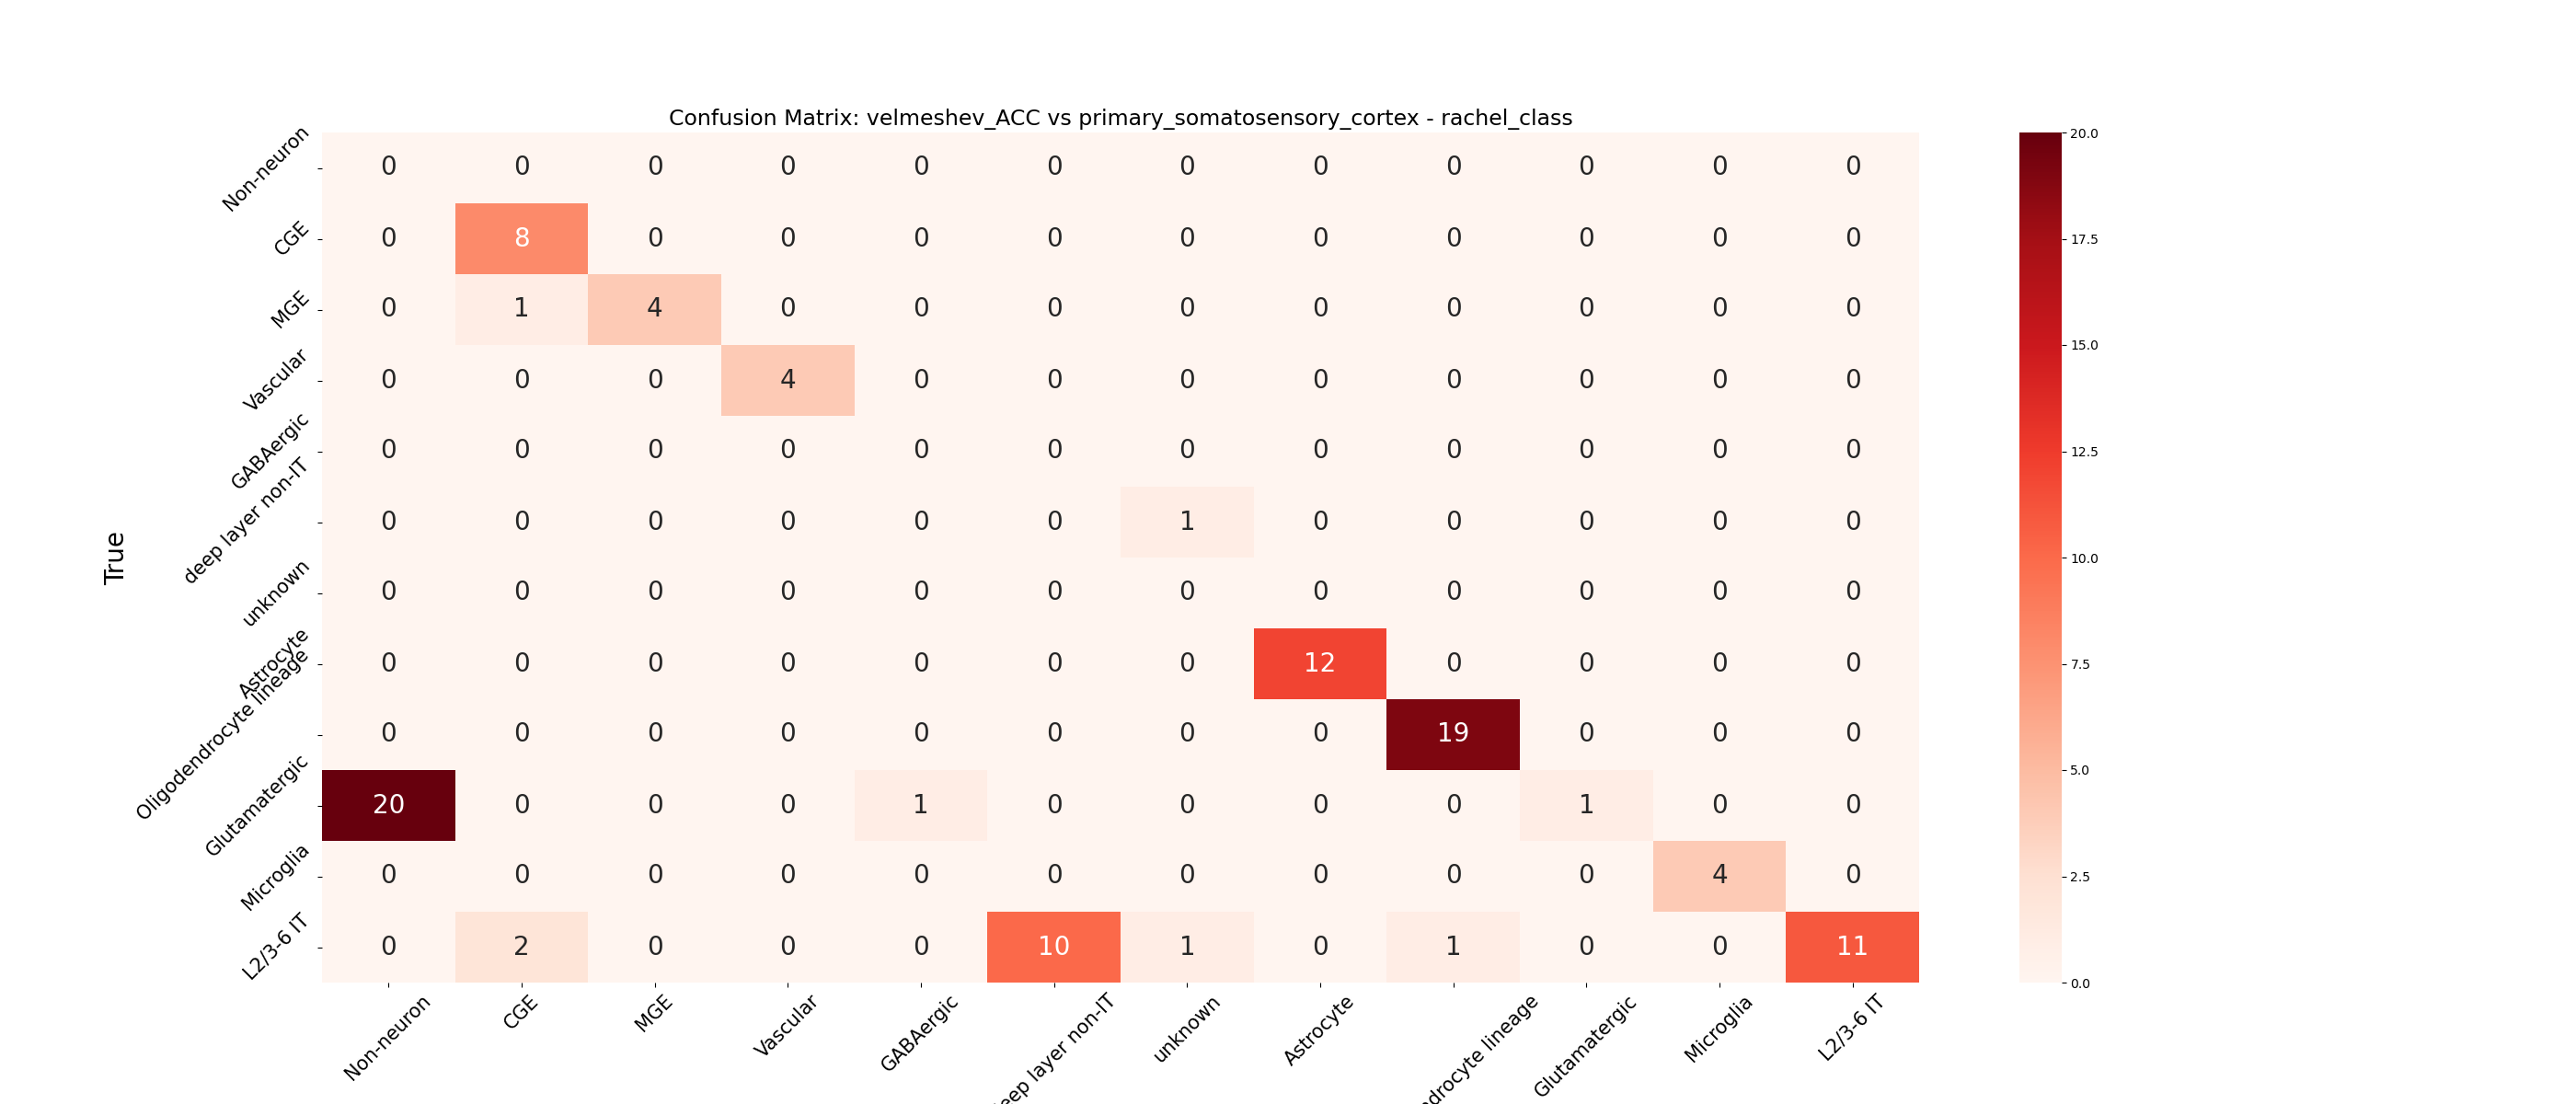 Confusion Matrix: velmeshev_ACC vs primary_somatosensory_cortex - rachel_class
True
Non-neuron 0 0 0 0 0 0 0 0 0 0 0 0
CGE 0 8 0 0 0 0 0 0 0 0 0 0
MGE 0 1 4 0 0 0 0 0 0 0 0 0
Vascular 0 0 0 4 0 0 0 0 0 0 0 0
GABAergic 0 0 0 0 0 0 0 0 0 0 0 0
deep layer non-IT 0 0 0 0 0 0 1 0 0 0 0 0
unknown 0 0 0 0 0 0 0 0 0 0 0 0
Astrocyte 0 0 0 0 0 0 0 12 0 0 0 0
Oligodendrocyte lineage 0 0 0 0 0 0 0 0 19 0 0 0
Glutamatergic 20 0 0 0 1 0 0 0 0 1 0 0
Microglia 0 0 0 0 0 0 0 0 0 0 4 0
L2/3-6 IT 0 2 0 0 0 10 1 0 1 0 0 11
Non-neuron CGE MGE Vascular GABAergic eep layer non-IT unknown Astrocyte drocyte lineage Glutamatergic Microglia L2/3-6 IT
20.0
17.5
15.0
12.5
10.0
7.5
5.0
2.5
0.0